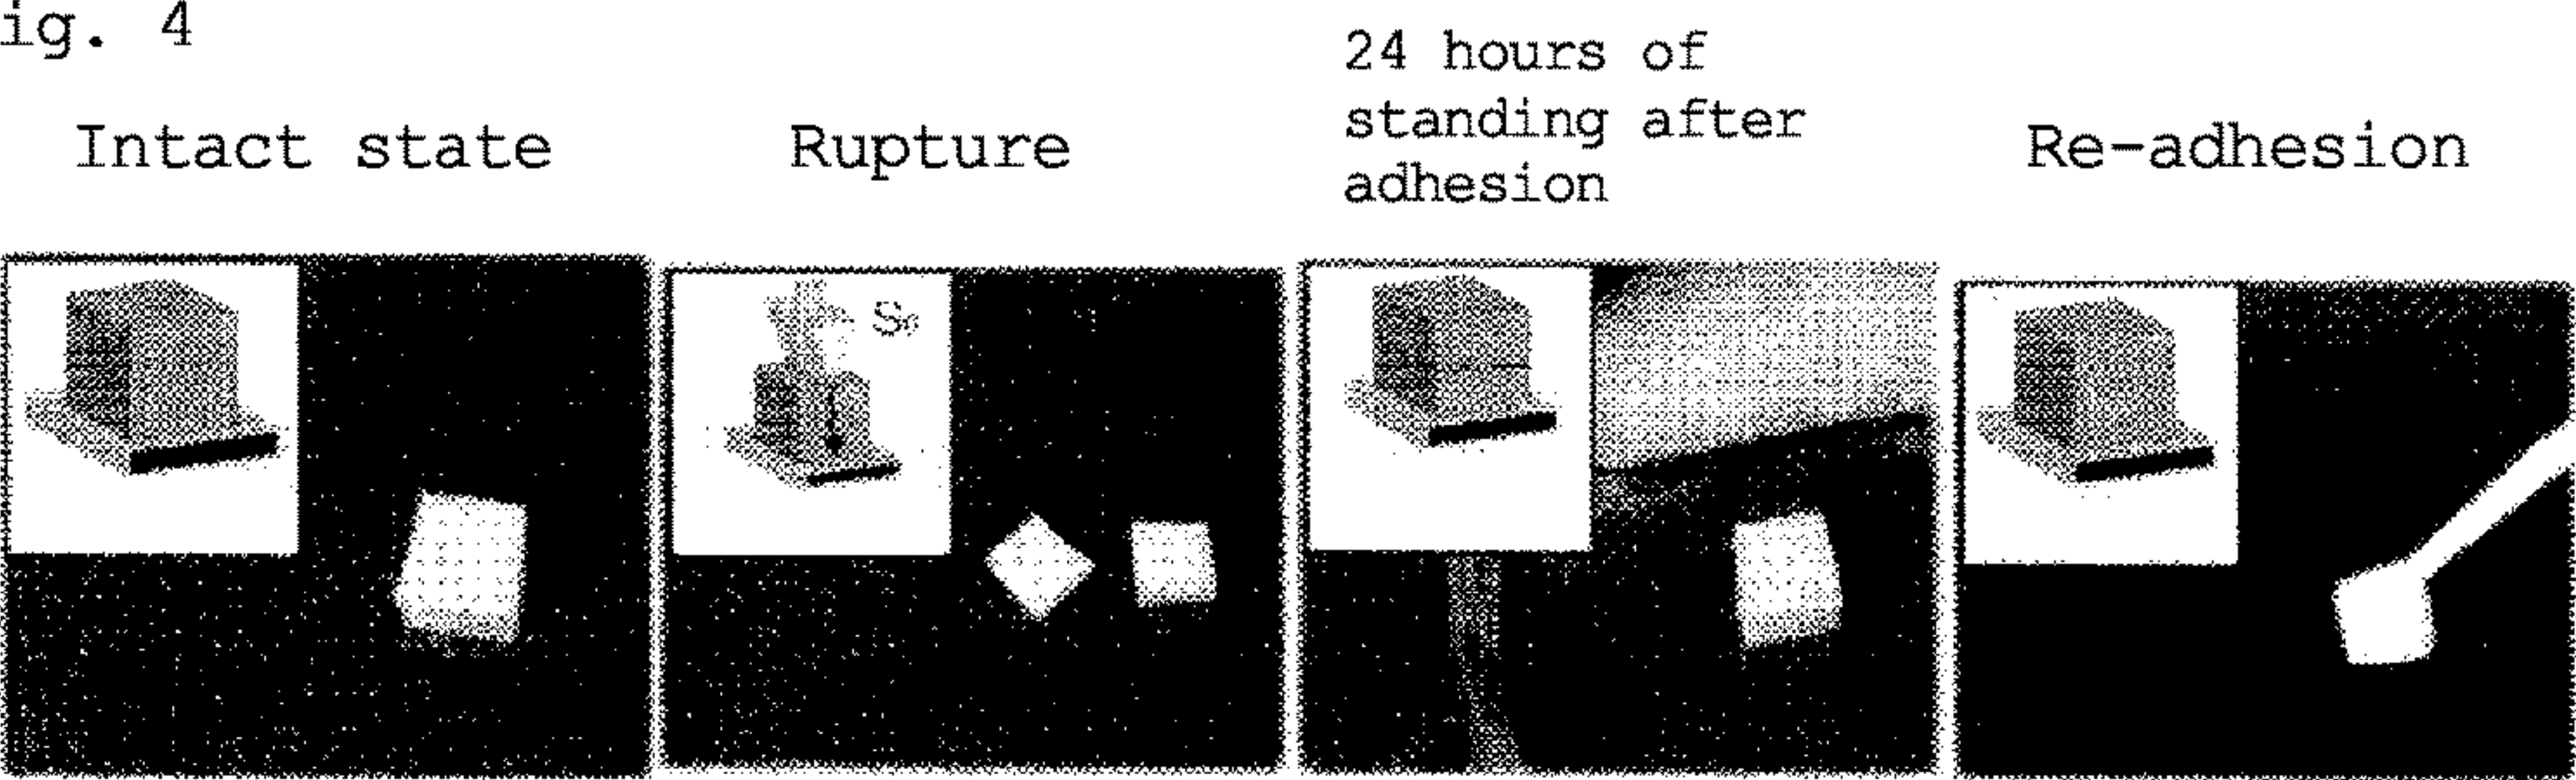 ig. 4
Intact state
Rupture
24 hours of
standing after
adhesion
Re-adhesion